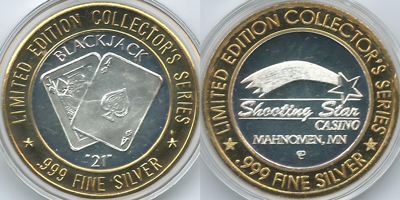 LIMITED EDITION COLLECTOR'S SERIES
BLACKJACK
"21"
.999 FINE SILVER
LIMITED EDITION COLLECTOR'S SERIES
Shooting Star
CASINO
MAHNOMEN, MN
.999 FINE SILVER